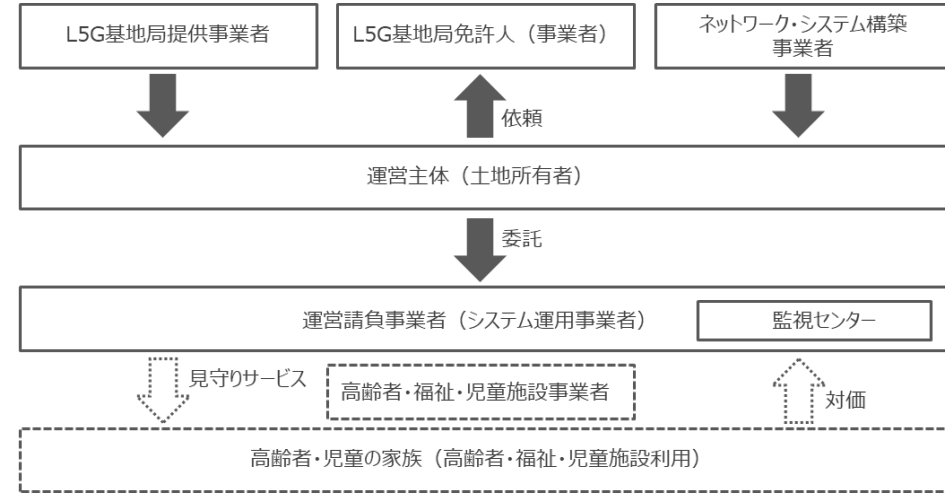 L5G基地局提供事業者
L5G基地局免許人（事業者）
ネットワーク・システム構築
事業者
依頼
運営主体（土地所有者）
委託
運営請負事業者（システム運用事業者）
監視センター
見守りサービス
高齢者・福祉・児童施設事業者
対価
高齢者・児童の家族（高齢者・福祉・児童施設利用）